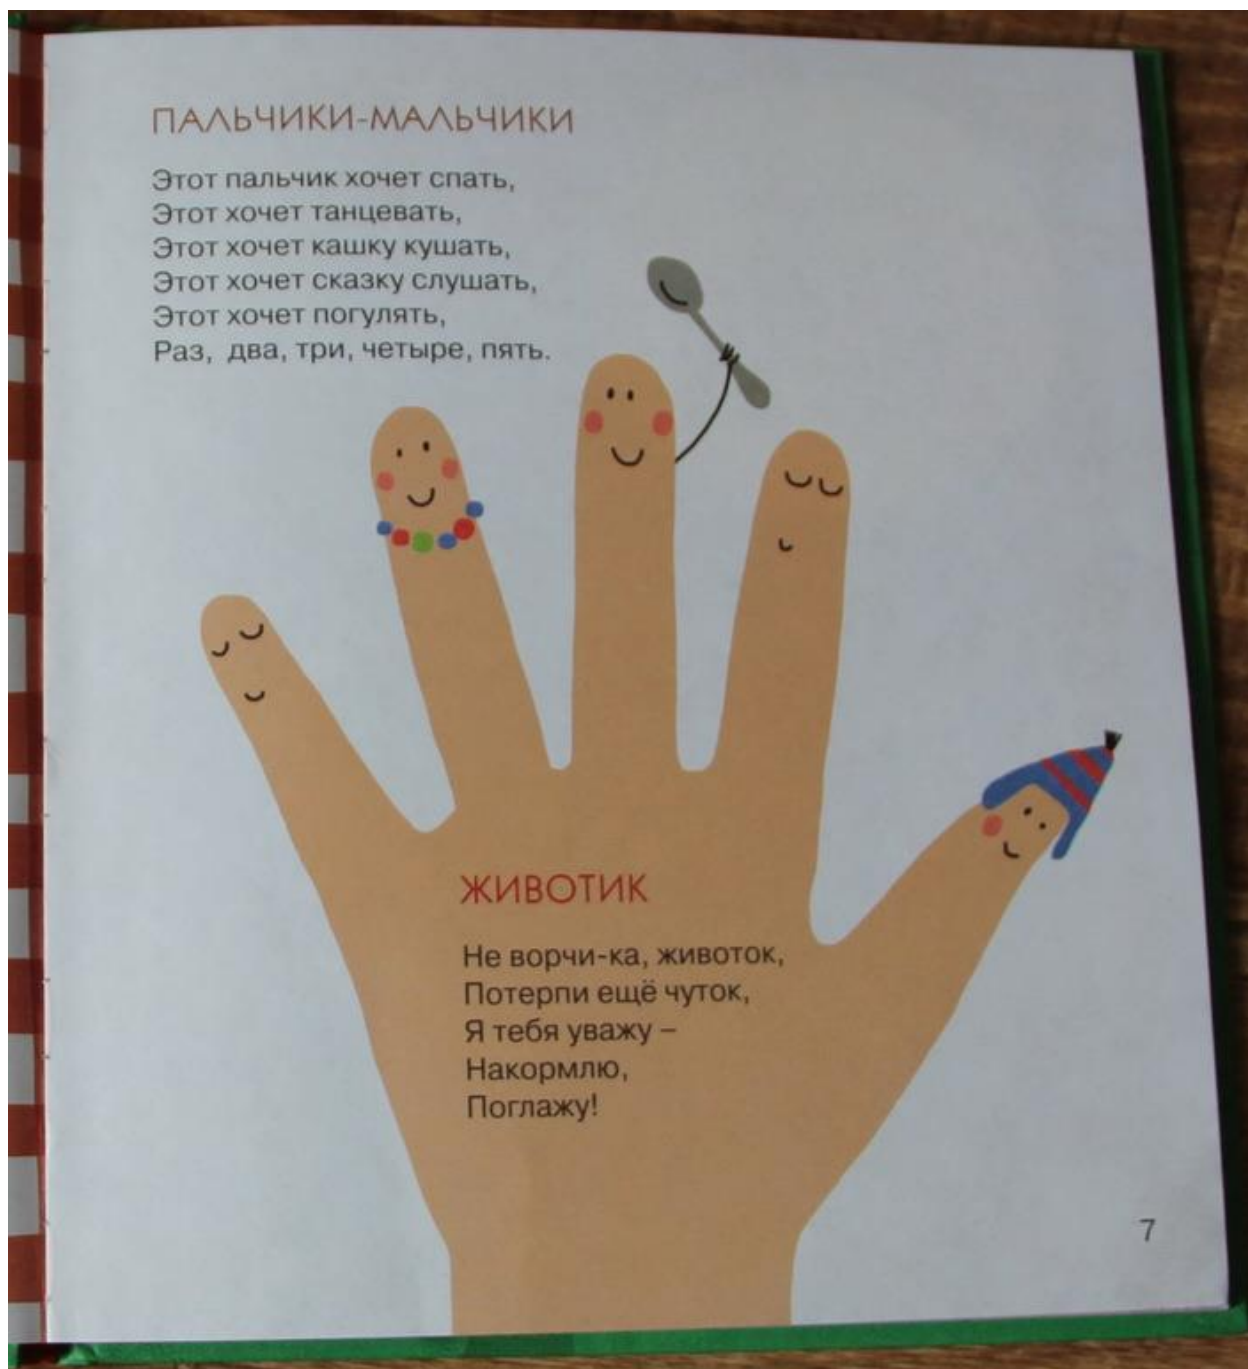 ПАЛЬЧИКИ-МАЛЬЧИКИ
Этот пальчик хочет спать,
Этот хочет танцевать,
Этот хочет кашку кушать,
Этот хочет сказку слушать,
Этот хочет погулять,
Раз, два, три, четыре, пять.
ЖИВОТИК
Не ворчи-ка, животок,
Потерпи ещё чуток,
Я тебя уважу –
Накормлю,
Поглажу!
7